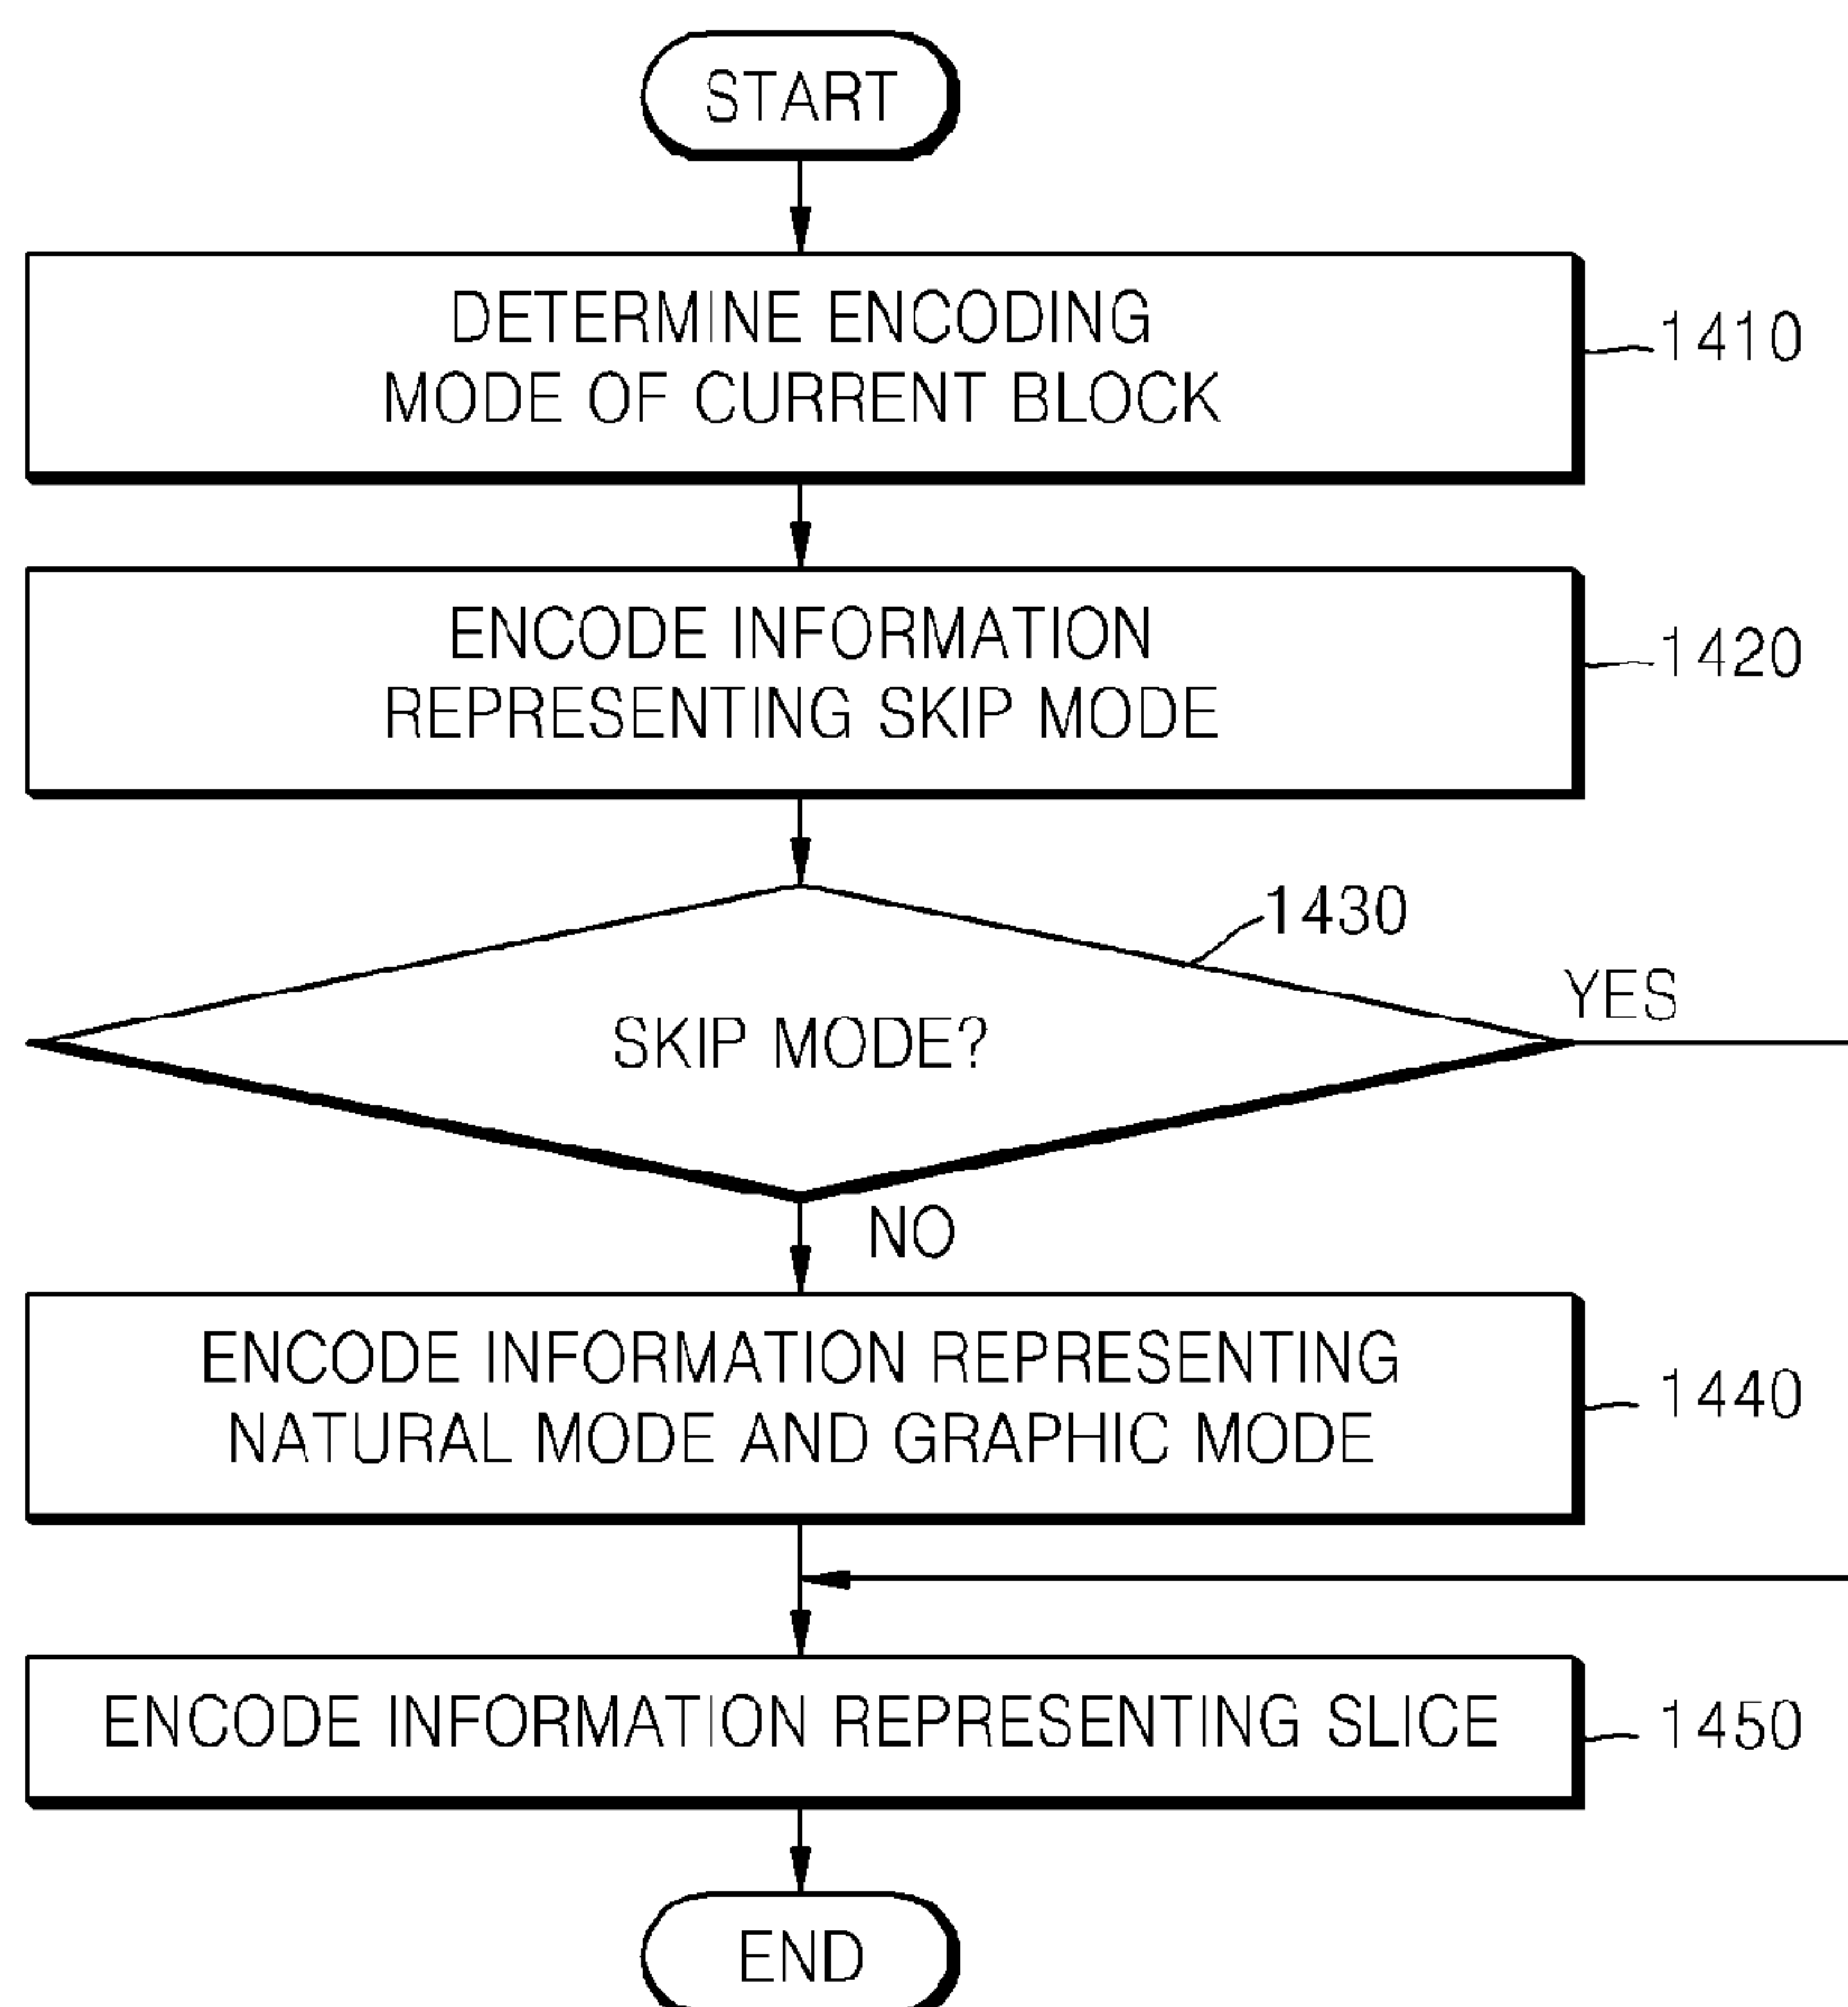 START
DETERMINE ENCODING
MODE OF CURRENT BLOCK
1410
ENCODE INFORMATION
REPRESENTING SKIP MODE
1420
1430
YES
SKIP MODE?
NO
ENCODE INFORMATION REPRESENTING
NATURAL MODE AND GRAPHIC MODE
1440
ENCODE INFORMATION REPRESENTING SLICE
1450
END